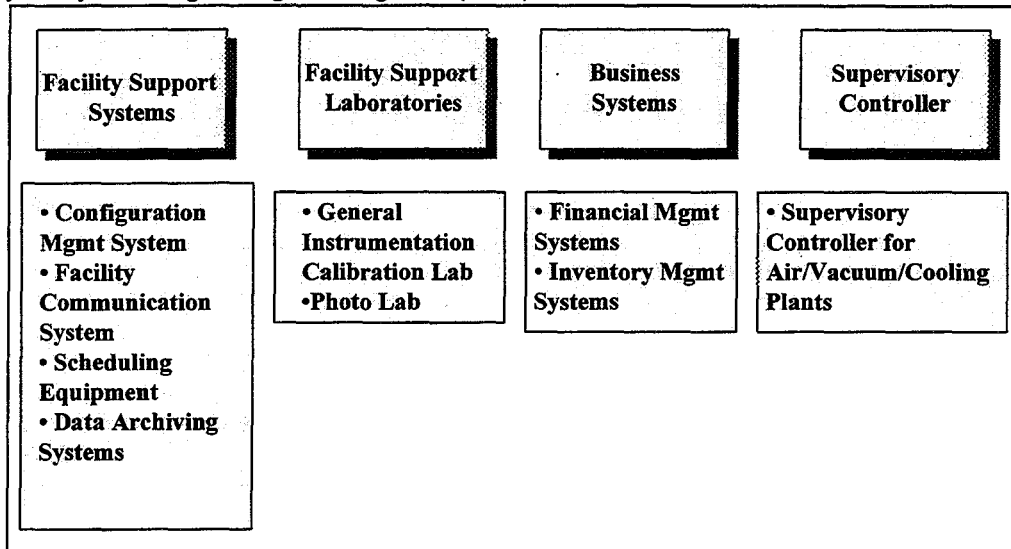 Facility Support
Systems
Facility Support
Laboratories
Business
Systems
Supervisory
Controller
• Configuration
Mgmt System
• Facility
Communication
System
• Scheduling
Equipment
• Data Archiving
Systems
• General
Instrumentation
Calibration Lab
•Photo Lab
• Financial Mgmt
Systems
• Inventory Mgmt
Systems
• Supervisory
Controller for
Air/Vacuum/Cooling
Plants